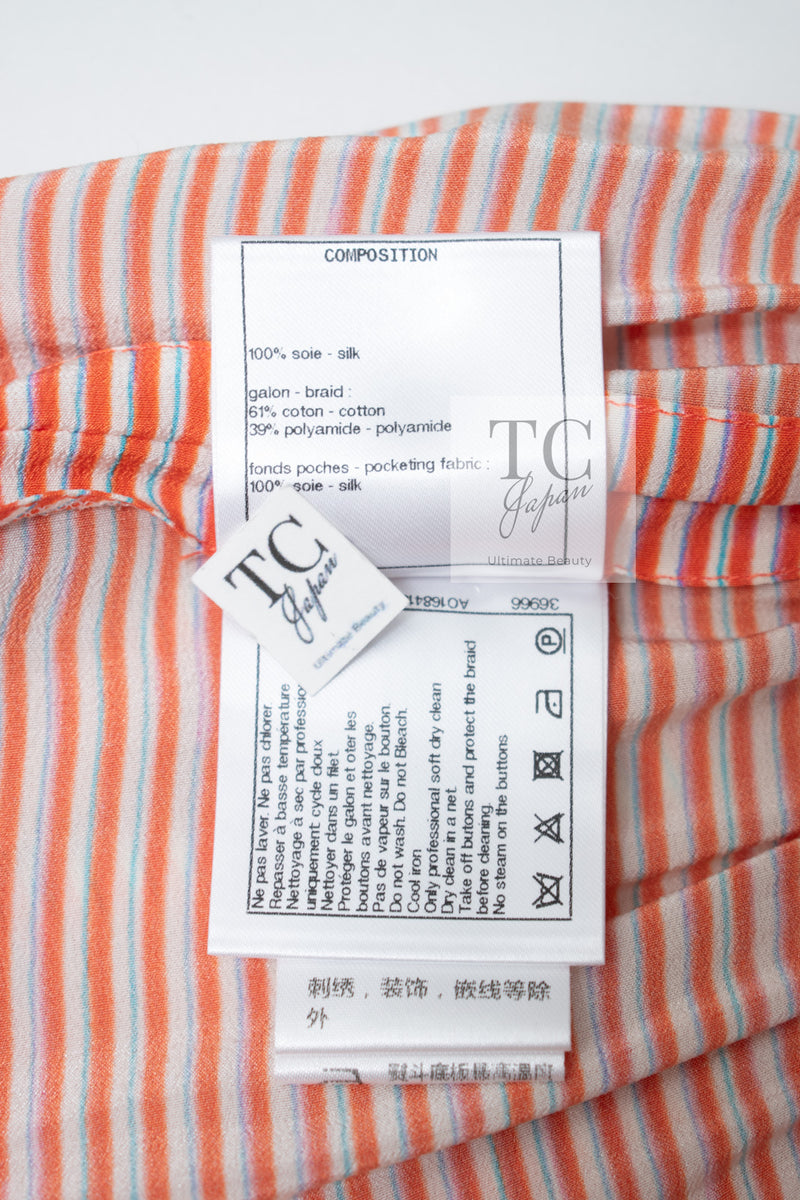 COMPOSITION
100% soie - silk
galon - braid :
61% coton - cotton
39% polyamide - polyamide
fonds poches - pocketing fabric :
100% soie - silk
TC
Japan
Ultimate Beauty
TC
Japan
Ultimate Beauty
36966
P
Ne pas laver. Ne pas chlorer.
Repasser à basse température
Nettoyage à sec par
uniquement: cycle doux
Nettoyer dans un filet.
Protéger le galon et oter les
boutons avant nettoyage.
Pas de vapeur sur le bouton.
Do not wash. Do not Bleach.
Cool iron
Only professional soft dry clean
Dry clean in a net.
Take off butons and protect the braid
before cleaning.
No steam on the buttons
刺绣，装饰，嵌线等除
外